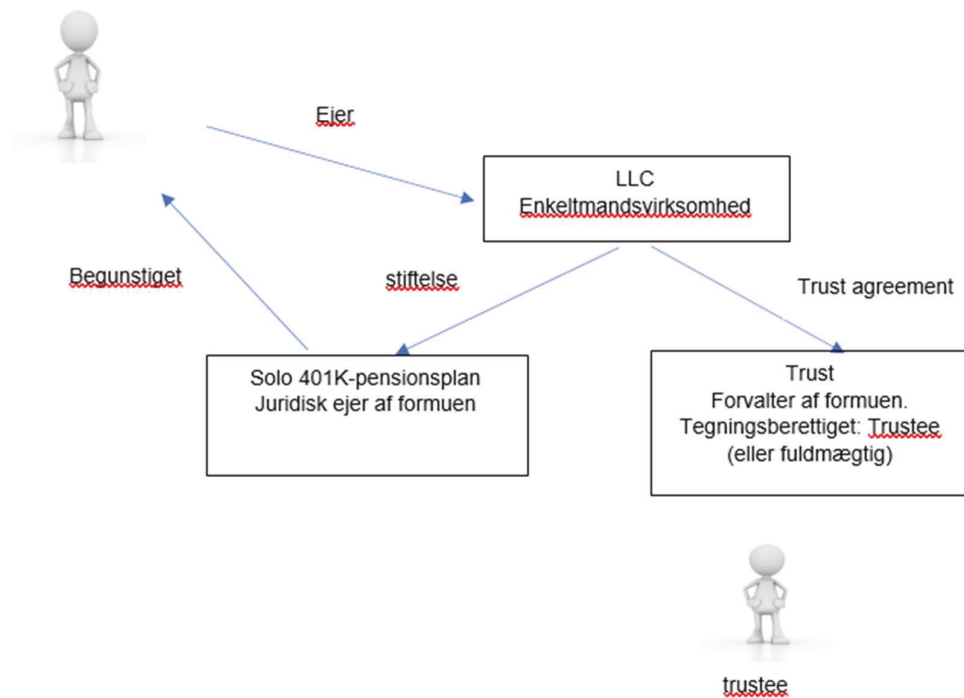 Ejer
LLC
Enkeltmandsvirksomhed
Begunstiget
stiftelse
Trust agreement
Solo 401K-pensionsplan
Juridisk ejer af formuen
Trust
Forvalter af formuen.
Tegningsberettiget: Trustee
(eller fuldmægtig)
trustee